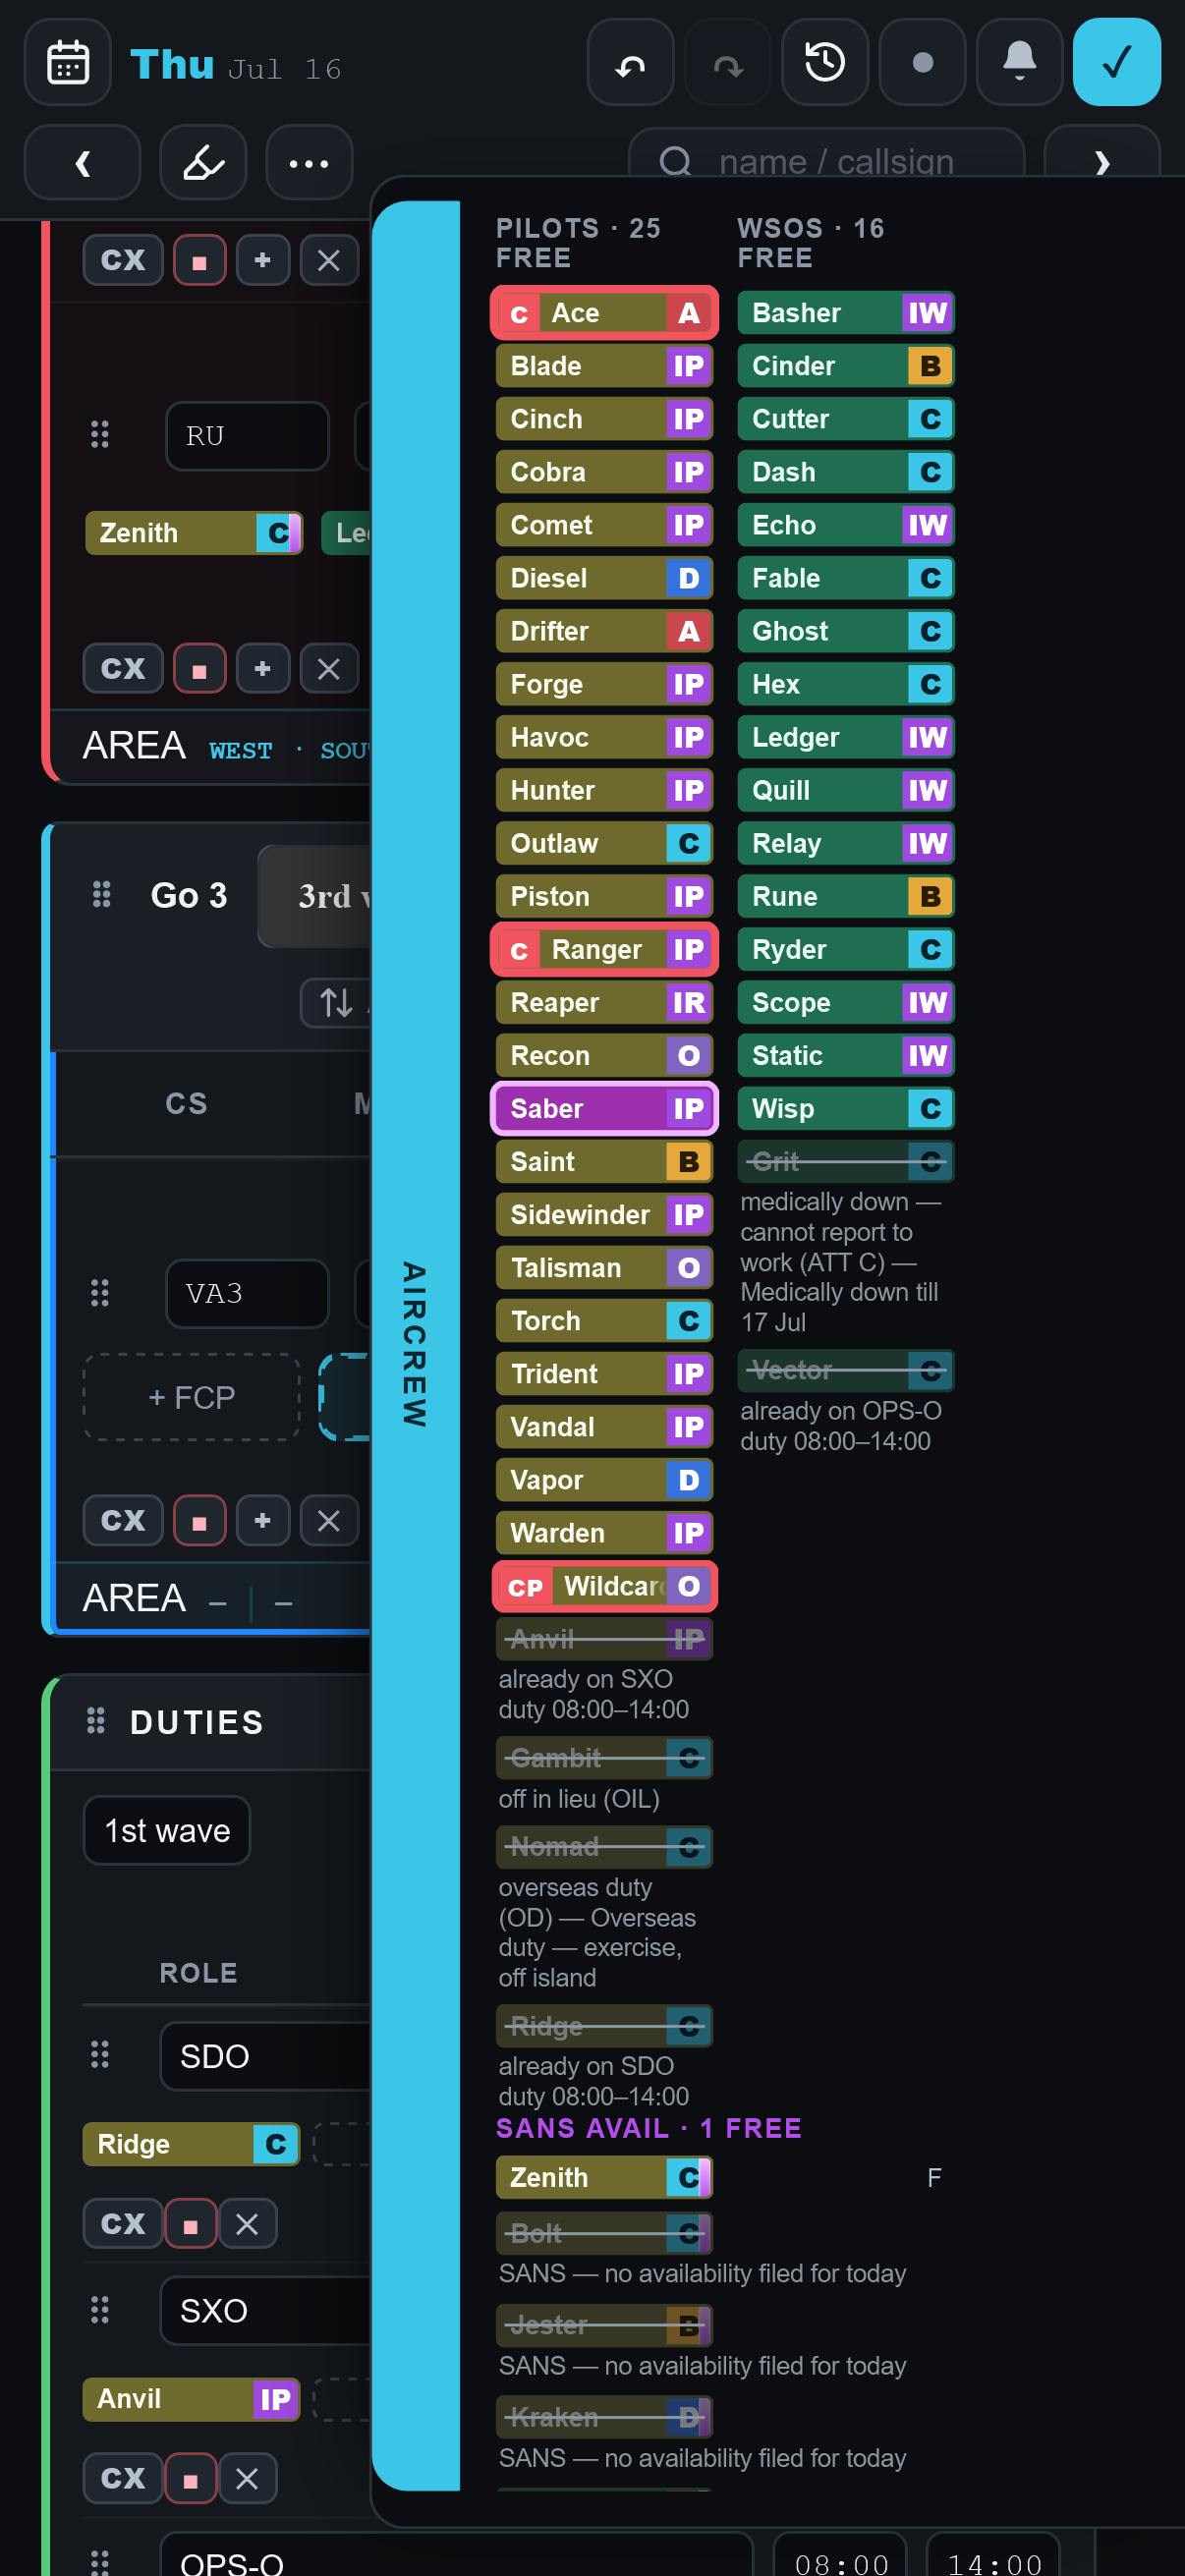 Thu Jul 16
name / callsign
PILOTS · 25 FREE
WSOS · 16 FREE
CX
C Ace A
Basher IW
Blade IP
Cinder B
Cinch IP
Cutter C
RU
Cobra IP
Dash C
Zenith C
Comet IP
Echo IW
Diesel D
Fable C
Drifter A
Ghost C
CX
Forge IP
Hex C
AREA WEST
Havoc IP
Ledger IW
Hunter IP
Quill IW
Outlaw C
Relay IW
Go 3
3rd
Piston IP
Rune B
C Ranger IP
Ryder C
Reaper IR
Scope IW
Recon O
Static IW
CS
Saber IP
Wisp C
Saint B
Grit C
medically down —
cannot report to
work (ATT C) —
Medically down till
17 Jul
Sidewinder IP
Talisman O
VA3
Torch C
AIRCREW
+ FCP
Trident IP
Vector C
already on OPS-O
duty 08:00–14:00
Vandal IP
Vapor D
CX
Warden IP
AREA – | –
CP Wildcar O
Anvil IP
already on SXO
duty 08:00–14:00
DUTIES
Gambit C
off in lieu (OIL)
1st wave
Nomad C
overseas duty
(OD) — Overseas
duty — exercise,
off island
ROLE
Ridge C
already on SDO
duty 08:00–14:00
SDO
SANS AVAIL · 1 FREE
Ridge C
Zenith C
F
CX
Bolt C
SANS — no availability filed for today
SXO
Jester B
SANS — no availability filed for today
Anvil IP
Kraken D
SANS — no availability filed for today
CX
OPS-O
08:00
14:00